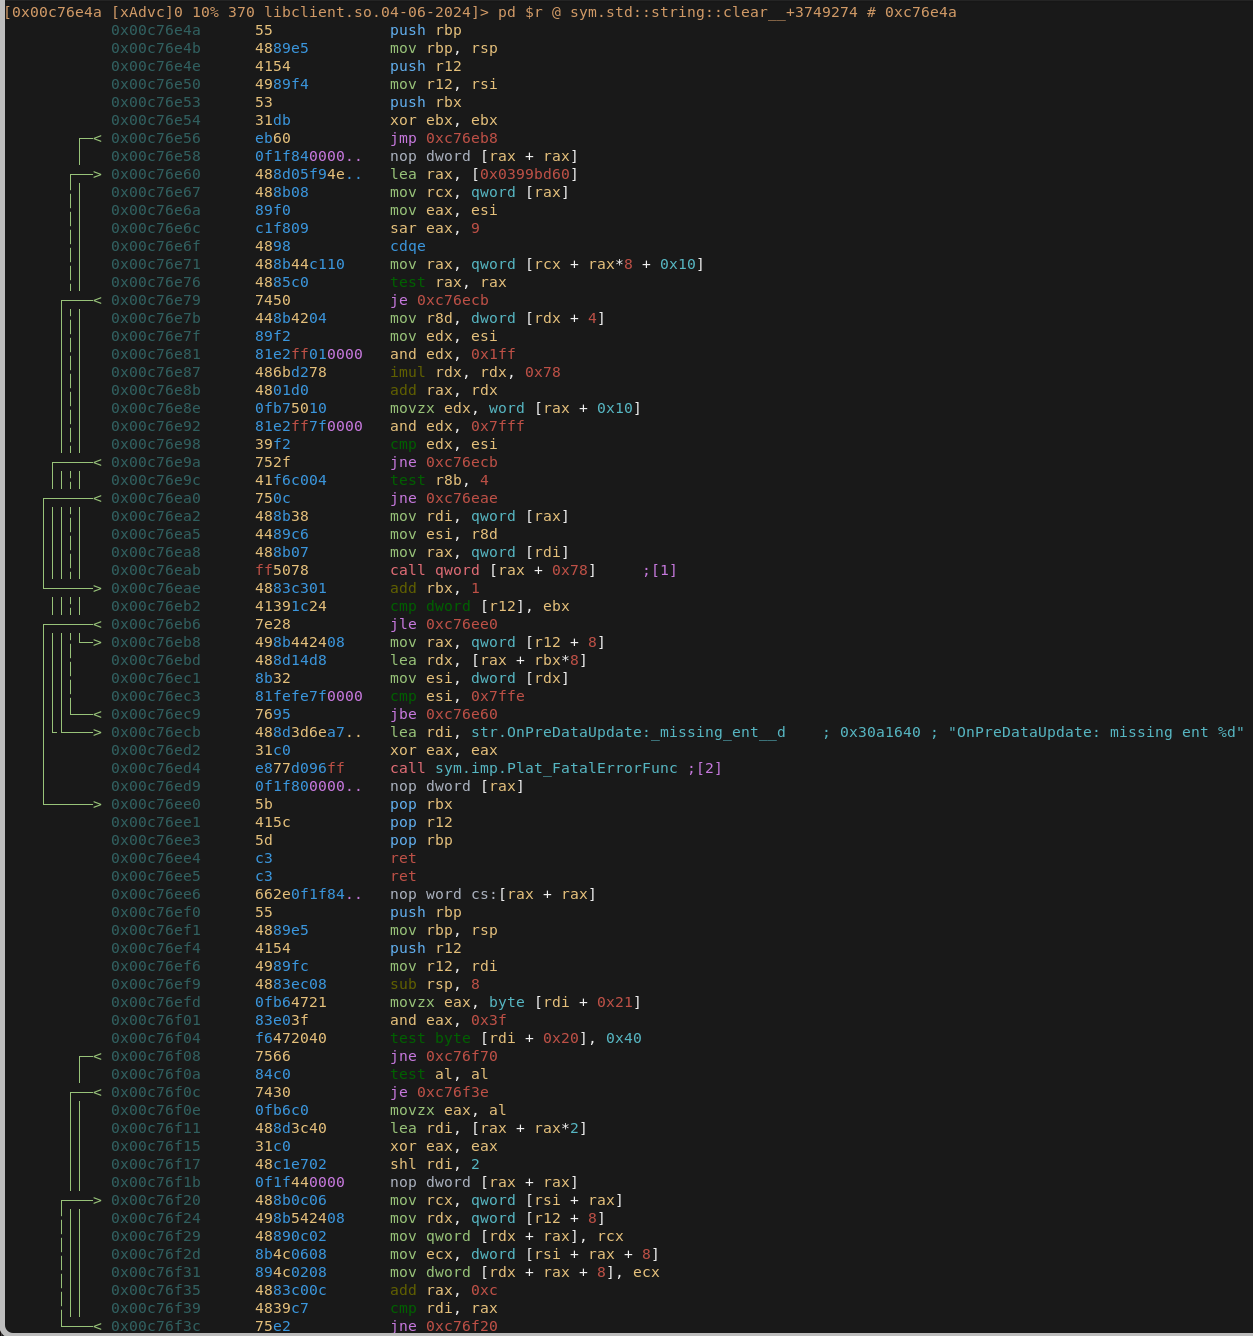 [0x00c76e4a [xAdvc]0 10% 370 libclient.so.04-06-2024]> pd $r @ sym.std::string::clear__+3749274 # 0xc76e4a
0x00c76e4a 55 push rbp
0x00c76e4b 4889e5 mov rbp, rsp
0x00c76e4e 4154 push r12
0x00c76e50 4989f4 mov r12, rsi
0x00c76e53 53 push rbx
0x00c76e54 31db xor ebx, ebx
0x00c76e56 eb60 jmp 0xc76eb8
0x00c76e58 0f1f840000.. nop dword [rax + rax]
0x00c76e60 488d05f94e.. lea rax, [0x0399bd60]
0x00c76e67 488b08 mov rcx, qword [rax]
0x00c76e6a 89f0 mov eax, esi
0x00c76e6c c1f809 sar eax, 9
0x00c76e6f 4898 cdqe
0x00c76e71 488b44c110 mov rax, qword [rcx + rax*8 + 0x10]
0x00c76e76 4885c0 test rax, rax
0x00c76e79 7450 je 0xc76ecb
0x00c76e7b 448b4204 mov r8d, dword [rdx + 4]
0x00c76e7f 89f2 mov edx, esi
0x00c76e81 81e2ff010000 and edx, 0x1ff
0x00c76e87 486bd278 imul rdx, rdx, 0x78
0x00c76e8b 4801d0 add rax, rdx
0x00c76e8e 0fb75010 movzx edx, word [rax + 0x10]
0x00c76e92 81e2ff7f0000 and edx, 0x7fff
0x00c76e98 39f2 cmp edx, esi
0x00c76e9a 752f jne 0xc76ecb
0x00c76e9c 41f6c004 test r8b, 4
0x00c76ea0 750c jne 0xc76eae
0x00c76ea2 488b38 mov rdi, qword [rax]
0x00c76ea5 4489c6 mov esi, r8d
0x00c76ea8 488b07 mov rax, qword [rdi]
0x00c76eab ff5078 call qword [rax + 0x78] ;[1]
0x00c76eae 4883c301 add rbx, 1
0x00c76eb2 41391c24 cmp dword [r12], ebx
0x00c76eb6 7e28 jle 0xc76ee0
0x00c76eb8 498b442408 mov rax, qword [r12 + 8]
0x00c76ebd 488d14d8 lea rdx, [rax + rbx*8]
0x00c76ec1 8b32 mov esi, dword [rdx]
0x00c76ec3 81fefe7f0000 cmp esi, 0x7ffe
0x00c76ec9 7695 jbe 0xc76e60
0x00c76ecb 488d3d6ea7.. lea rdi, str.OnPreDataUpdate:_missing_ent__d ; 0x30a1640 ; "OnPreDataUpdate: missing ent %d"
0x00c76ed2 31c0 xor eax, eax
0x00c76ed4 e877d096ff call sym.imp.Plat_FatalErrorFunc ;[2]
0x00c76ed9 0f1f800000.. nop dword [rax]
0x00c76ee0 5b pop rbx
0x00c76ee1 415c pop r12
0x00c76ee3 5d pop rbp
0x00c76ee4 c3 ret
0x00c76ee5 c3 ret
0x00c76ee6 662e0f1f84.. nop word cs:[rax + rax]
0x00c76ef0 55 push rbp
0x00c76ef1 4889e5 mov rbp, rsp
0x00c76ef4 4154 push r12
0x00c76ef6 4989fc mov r12, rdi
0x00c76ef9 4883ec08 sub rsp, 8
0x00c76efd 0fb64721 movzx eax, byte [rdi + 0x21]
0x00c76f01 83e03f and eax, 0x3f
0x00c76f04 f6472040 test byte [rdi + 0x20], 0x40
0x00c76f08 7566 jne 0xc76f70
0x00c76f0a 84c0 test al, al
0x00c76f0c 7430 je 0xc76f3e
0x00c76f0e 0fb6c0 movzx eax, al
0x00c76f11 488d3c40 lea rdi, [rax + rax*2]
0x00c76f15 31c0 xor eax, eax
0x00c76f17 48c1e702 shl rdi, 2
0x00c76f1b 0f1f440000 nop dword [rax + rax]
0x00c76f20 488b0c06 mov rcx, qword [rsi + rax]
0x00c76f24 498b542408 mov rdx, qword [r12 + 8]
0x00c76f29 48890c02 mov qword [rdx + rax], rcx
0x00c76f2d 8b4c0608 mov ecx, dword [rsi + rax + 8]
0x00c76f31 894c0208 mov dword [rdx + rax + 8], ecx
0x00c76f35 4883c00c add rax, 0xc
0x00c76f39 4839c7 cmp rdi, rax
0x00c76f3c 75e2 jne 0xc76f20